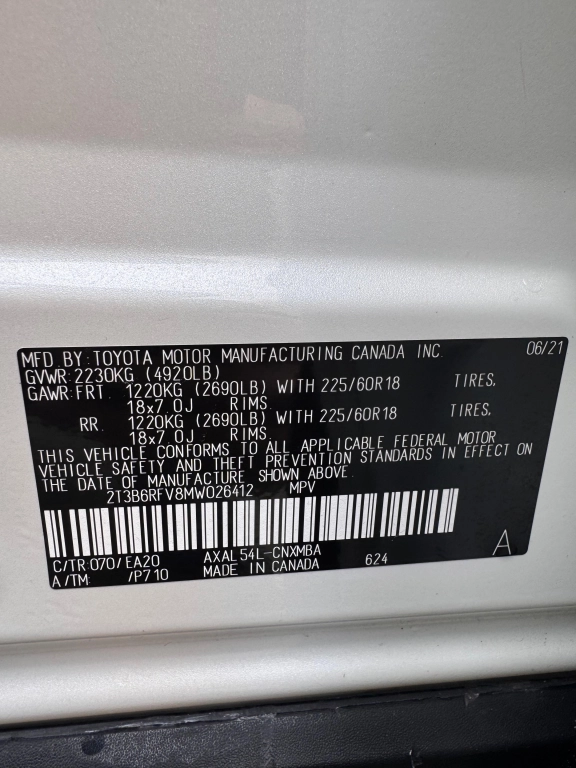 MFD. BY: TOYOTA MOTOR MANUFACTURING CANADA INC. 06/21
GVWR: 2230KG (4920LB)
GAWR: FRT. 1220KG (2690LB) WITH 225/60R18 TIRES,
18x7.0J RIMS
RR. 1220KG (2690LB) WITH 225/60R18 TIRES,
18x7.0J RIMS
THIS VEHICLE CONFORMS TO ALL APPLICABLE FEDERAL MOTOR
VEHICLE SAFETY AND THEFT PREVENTION STANDARDS IN EFFECT ON
THE DATE OF MANUFACTURE SHOWN ABOVE.
2T3B6RFV8MW026412 MPV
C/TR:070/EA20 AXAL54L-CNXMBA 624 A
A/TM: /P710 MADE IN CANADA